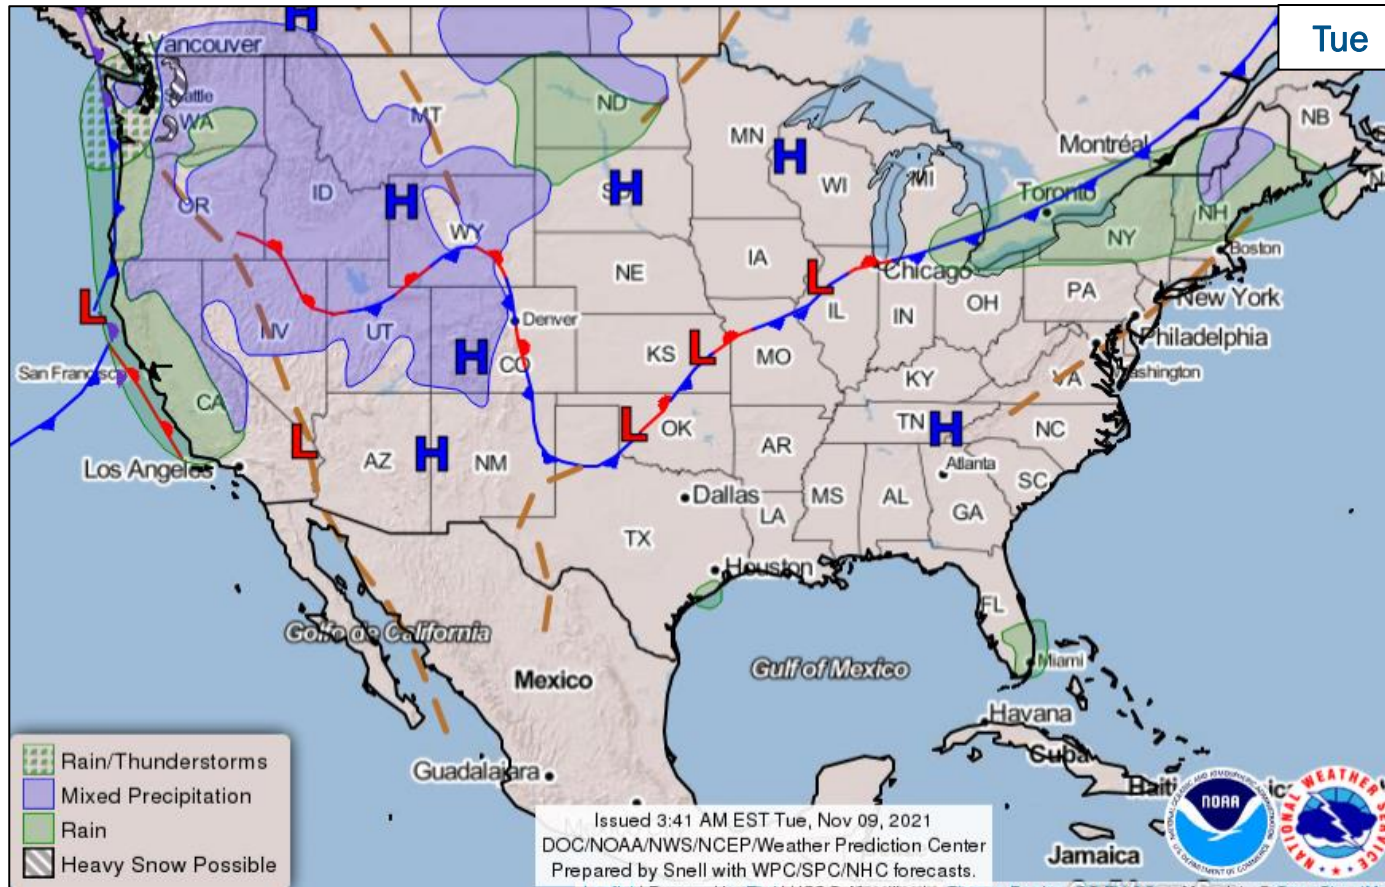 Tue
H
Vancouver
Seattle
WA
MT
ND
MN
Montréal
NB
H
WI
MI
H
H
ID
OR
Toronto
NH
WY
NY
Boston
IA
NE
L
Chicago
L
PA
New York
OH
IN
IL
Denver
UT
NV
Philadelphia
L
KS
MO
H
CO
San Francisco
KY
VA
Washington
CA
L
OK
TN
H
NC
L
AZ
H
NM
AR
Atlanta
Los Angeles
SC
Dallas
MS
AL
GA
LA
TX
Houston
FL
Golfo de California
Miami
Gulf of Mexico
Mexico
Havana
Cuba
Guadalajara
Rain/Thunderstorms
Mixed Precipitation
Rain
Heavy Snow Possible
Issued 3:41 AM EST Tue, Nov 09, 2021
DOC/NOAA/NWS/NCEP/Weather Prediction Center
Prepared by Snell with WPC/SPC/NHC forecasts.
Jamaica
NOAA
NATIONAL WEATHER SERVICE